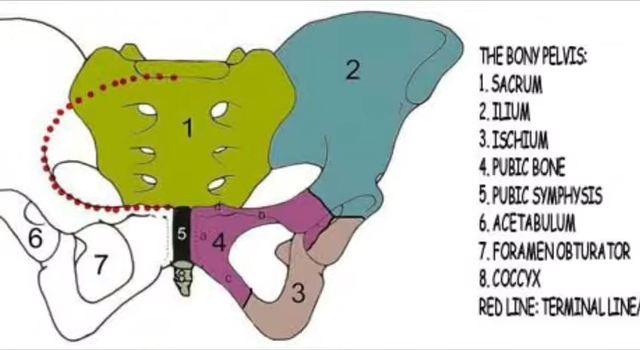 THE BONY PELVIS:
1. SACRUM
2. ILIUM
3. ISCHIUM
4. PUBIC BONE
5. PUBIC SYMPHYSIS
6. ACETABULUM
7. FORAMEN OBTURATOR
8. COCCYX
RED LINE: TERMINAL LINE/
2
1
d
b
5
a
4
6
7
8
c
3